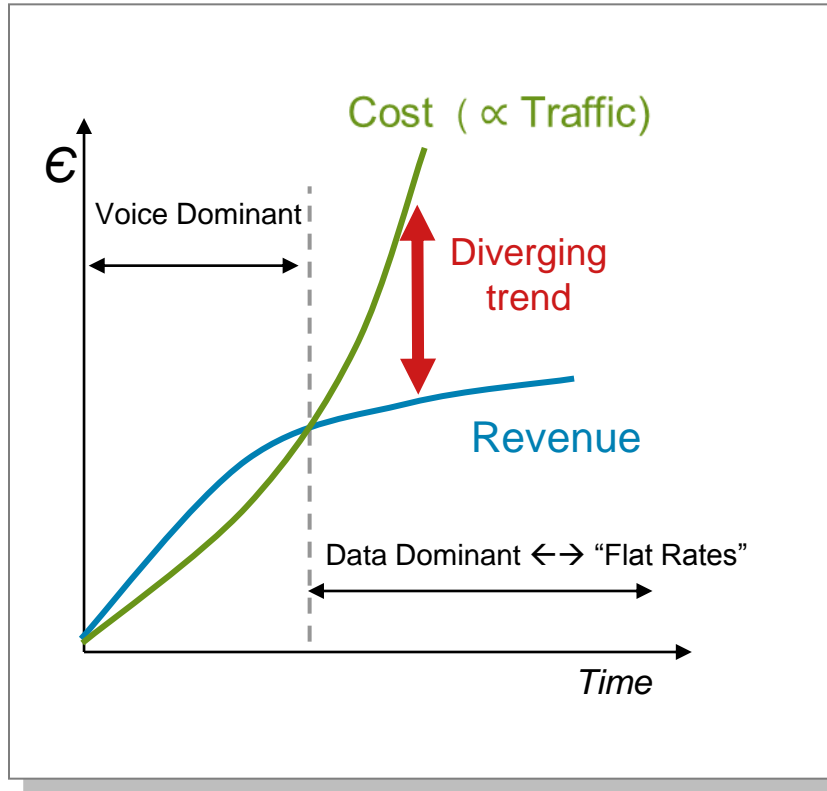 Cost ( ∝ Traffic)
Є
Voice Dominant
Diverging
trend
Revenue
Data Dominant ←→ “Flat Rates”
Time